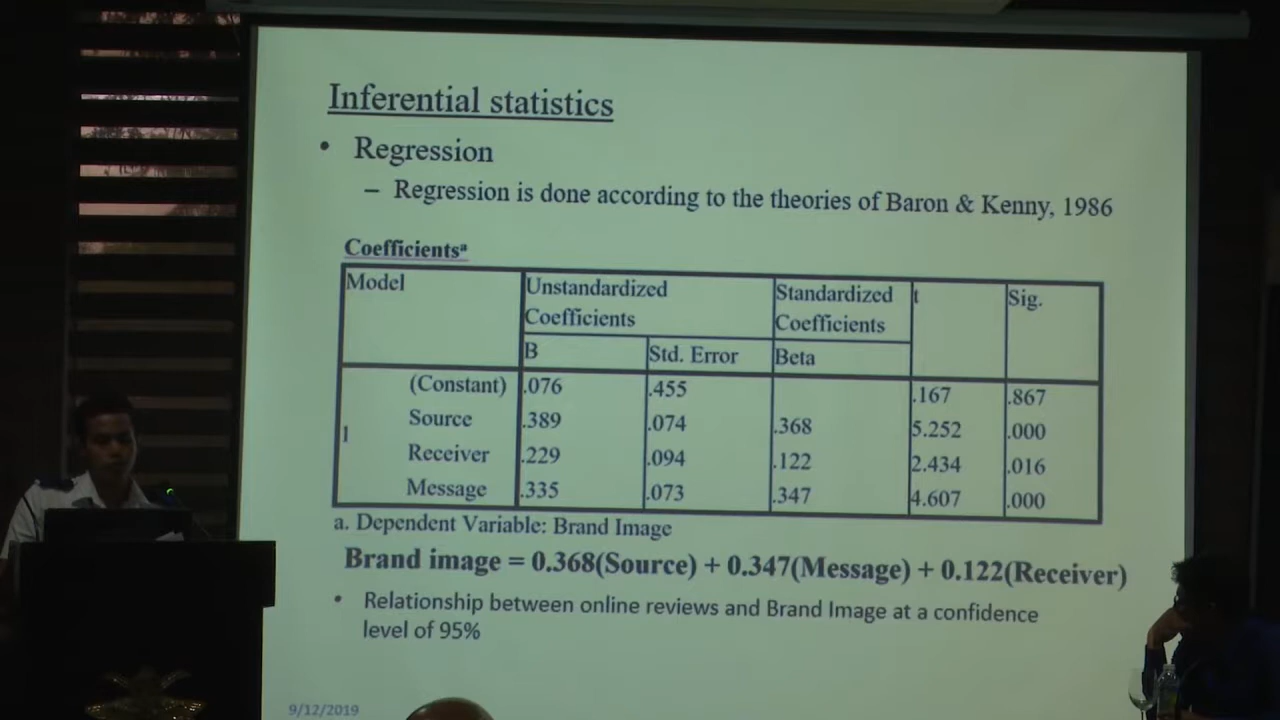 Inferential statistics
• Regression
– Regression is done according to the theories of Baron & Kenny, 1986
Coefficientsᵃ
Model Unstandardized Coefficients Standardized Coefficients t Sig.
B Std. Error Beta
1 (Constant) .076 .455 .167 .867
Source .389 .074 .368 5.252 .000
Receiver .229 .094 .122 2.434 .016
Message .335 .073 .347 4.607 .000
a. Dependent Variable: Brand Image
Brand image = 0.368(Source) + 0.347(Message) + 0.122(Receiver)
• Relationship between online reviews and Brand Image at a confidence
level of 95%
9/12/2019